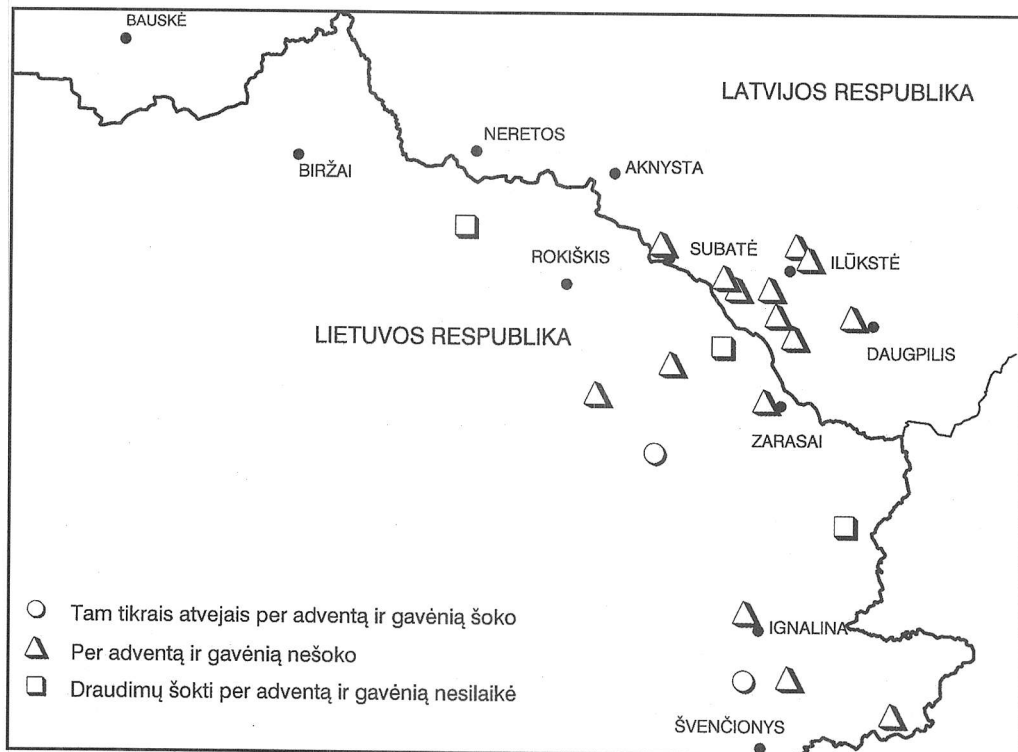 BAUSKĖ
LATVIJOS RESPUBLIKA
NERETOS
BIRŽAI
AKNYSTA
SUBATĖ
ILŪKSTĖ
ROKIŠKIS
LIETUVOS RESPUBLIKA
DAUGPILIS
ZARASAI
Tam tikrais atvejais per adventą ir gavėnią šoko
IGNALINA
Per adventą ir gavėnią nešoko
Draudimų šokti per adventą ir gavėnią nesilaikė
ŠVENČIONYS